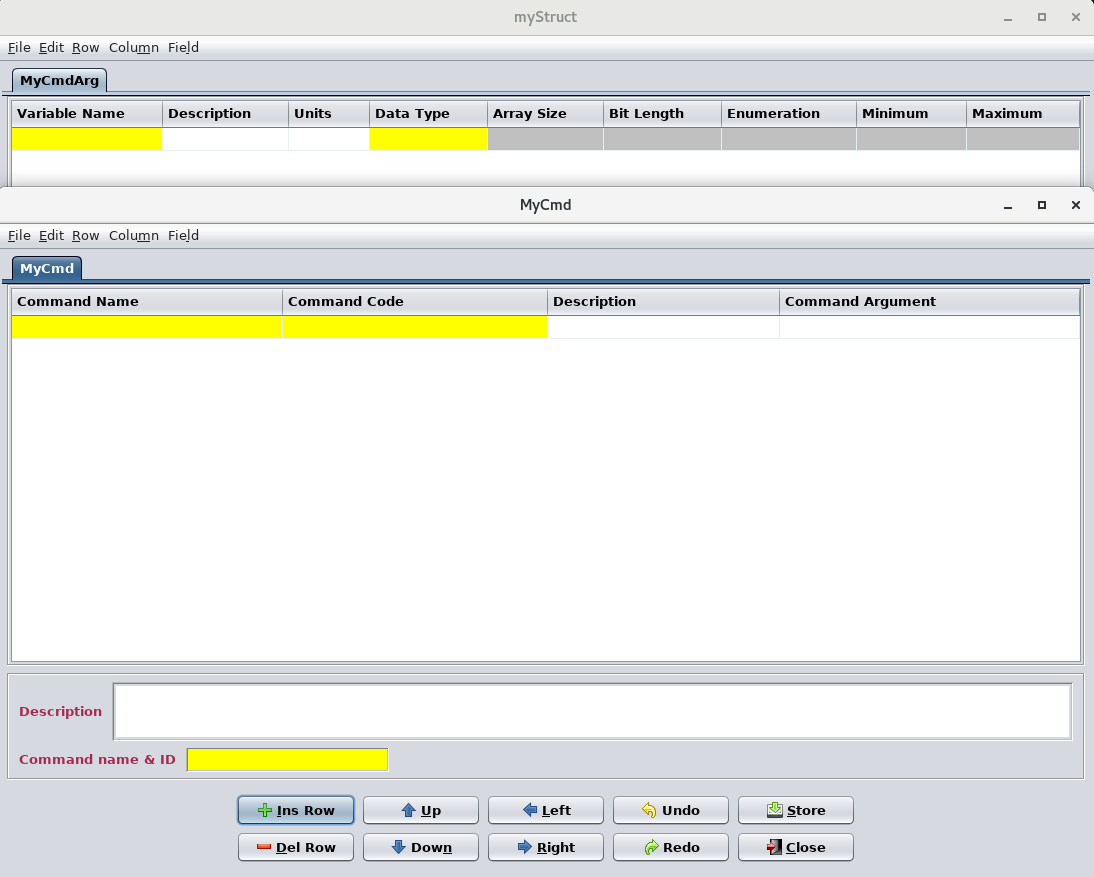 myStruct
File Edit Row Column Field
MyCmdArg
Variable Name Description Units Data Type Array Size Bit Length Enumeration Minimum Maximum
MyCmd
File Edit Row Column Field
MyCmd
Command Name Command Code Description Command Argument
Description
Command name & ID
Ins Row Up Left Undo Store
Del Row Down Right Redo Close